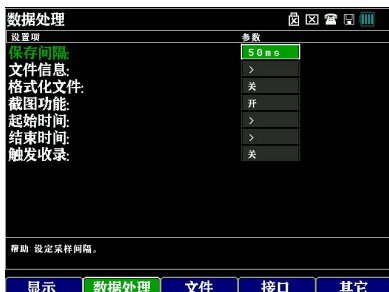 数据处理
设置项 参数
保存间隔: 50ms
文件信息: >
格式化文件: 关
截图功能: 开
起始时间: >
结束时间: >
触发收录: 关
帮助: 设定采样间隔。
显示 数据处理 文件 接口 其它